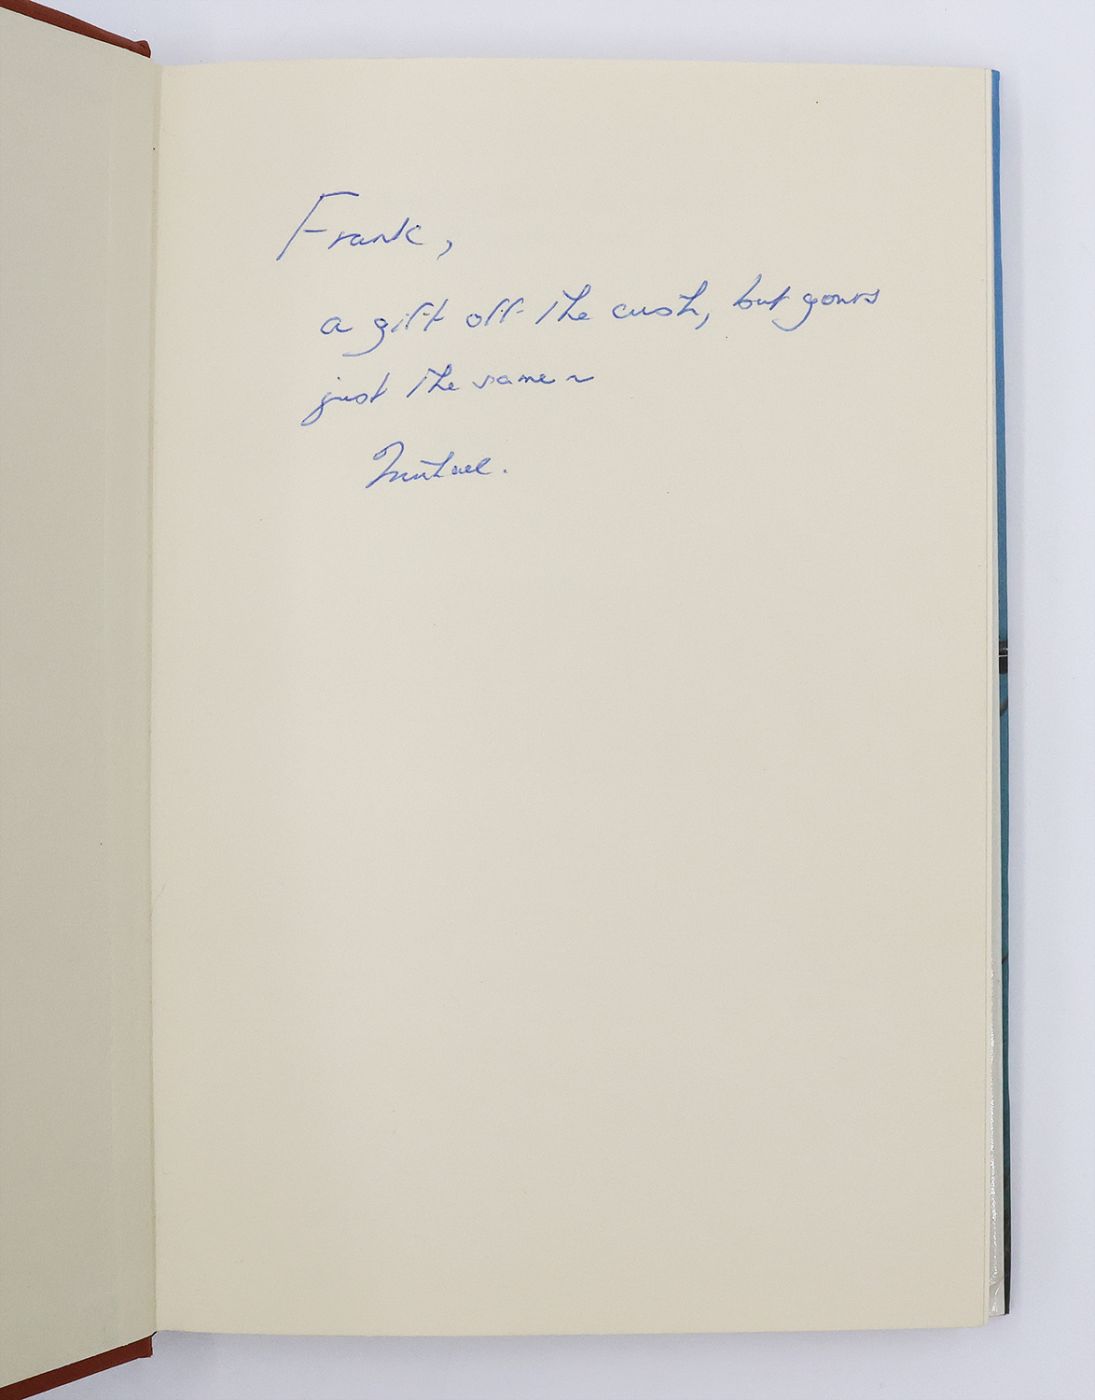 Frank,
a gift off the cush, but yours
just the same ~
Michael.